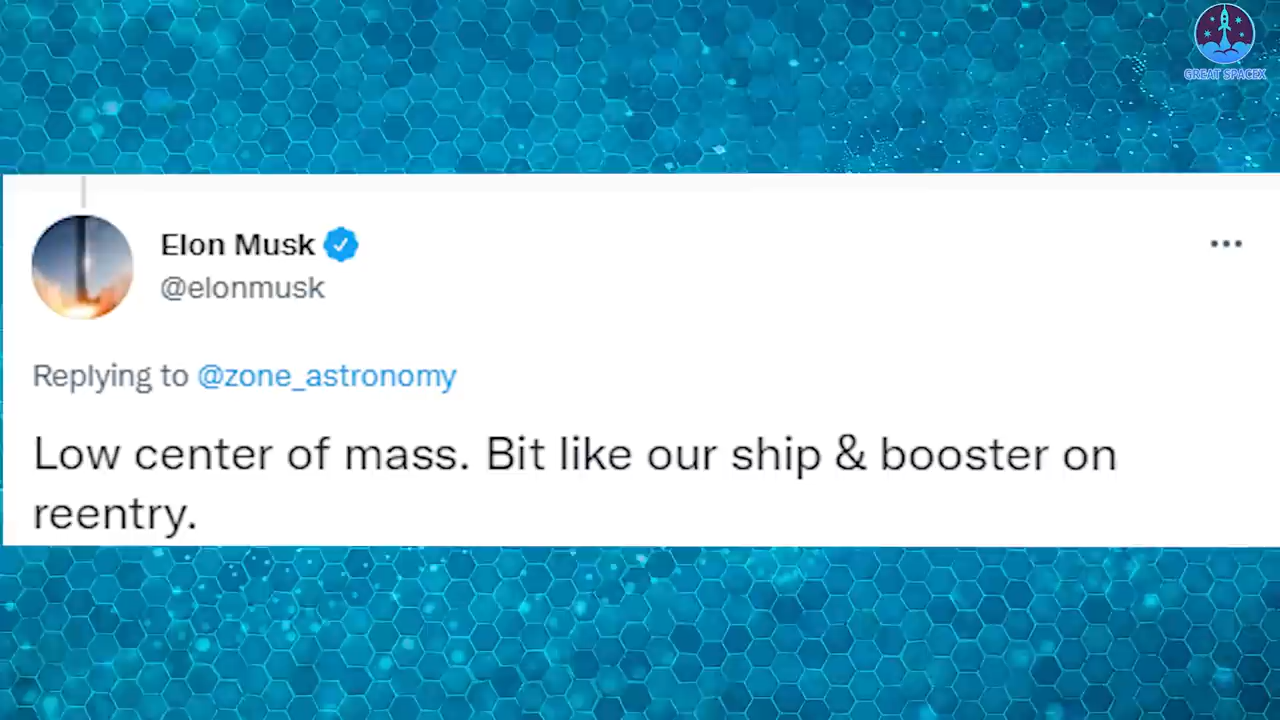 GREAT SPACEX
Elon Musk
@elonmusk
Replying to @zone_astronomy
Low center of mass. Bit like our ship & booster on
reentry.